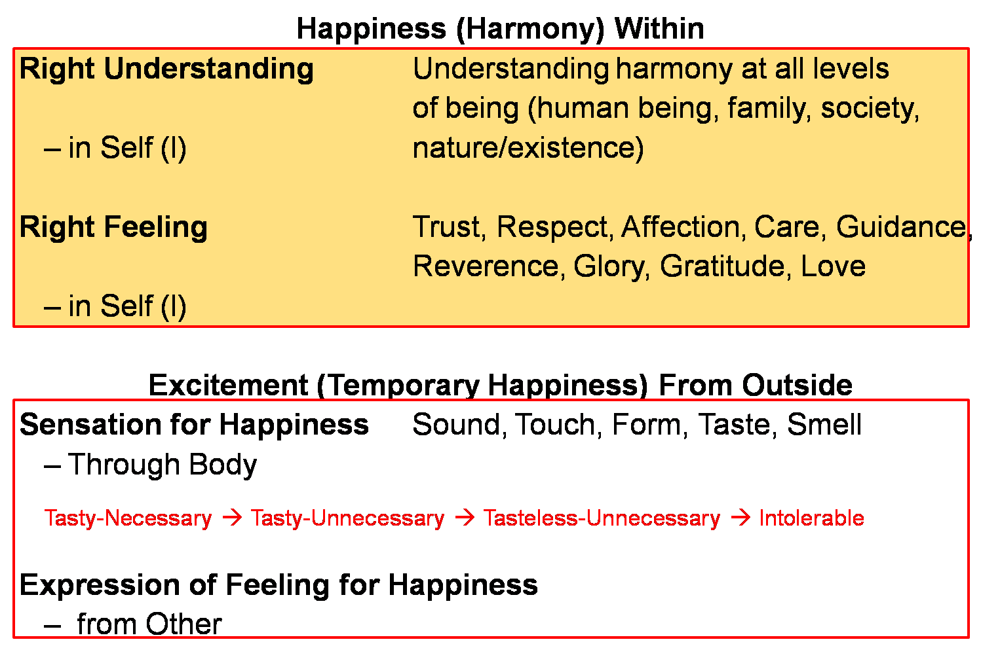 Happiness (Harmony) Within
Right Understanding Understanding harmony at all levels
of being (human being, family, society,
– in Self (I) nature/existence)
Right Feeling Trust, Respect, Affection, Care, Guidance,
Reverence, Glory, Gratitude, Love
– in Self (I)
Excitement (Temporary Happiness) From Outside
Sensation for Happiness Sound, Touch, Form, Taste, Smell
– Through Body
Tasty-Necessary → Tasty-Unnecessary → Tasteless-Unnecessary → Intolerable
Expression of Feeling for Happiness
– from Other